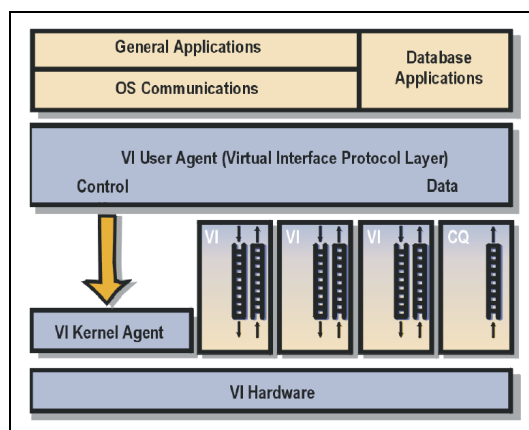 General Applications
OS Communications
Database
Applications
VI User Agent (Virtual Interface Protocol Layer)
Control
Data
VI
VI
VI
CQ
VI Kernel Agent
VI Hardware